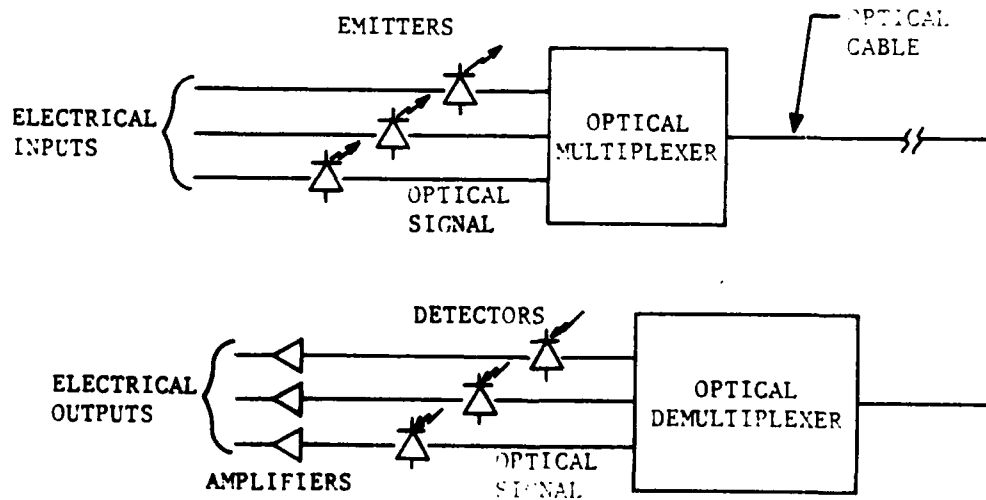 EMITTERS
OPTICAL
CABLE
ELECTRICAL
INPUTS
OPTICAL
MULTIPLEXER
OPTICAL
SIGNAL
DETECTORS
ELECTRICAL
OUTPUTS
OPTICAL
DEMULTIPLEXER
OPTICAL
SIGNAL
AMPLIFIERS